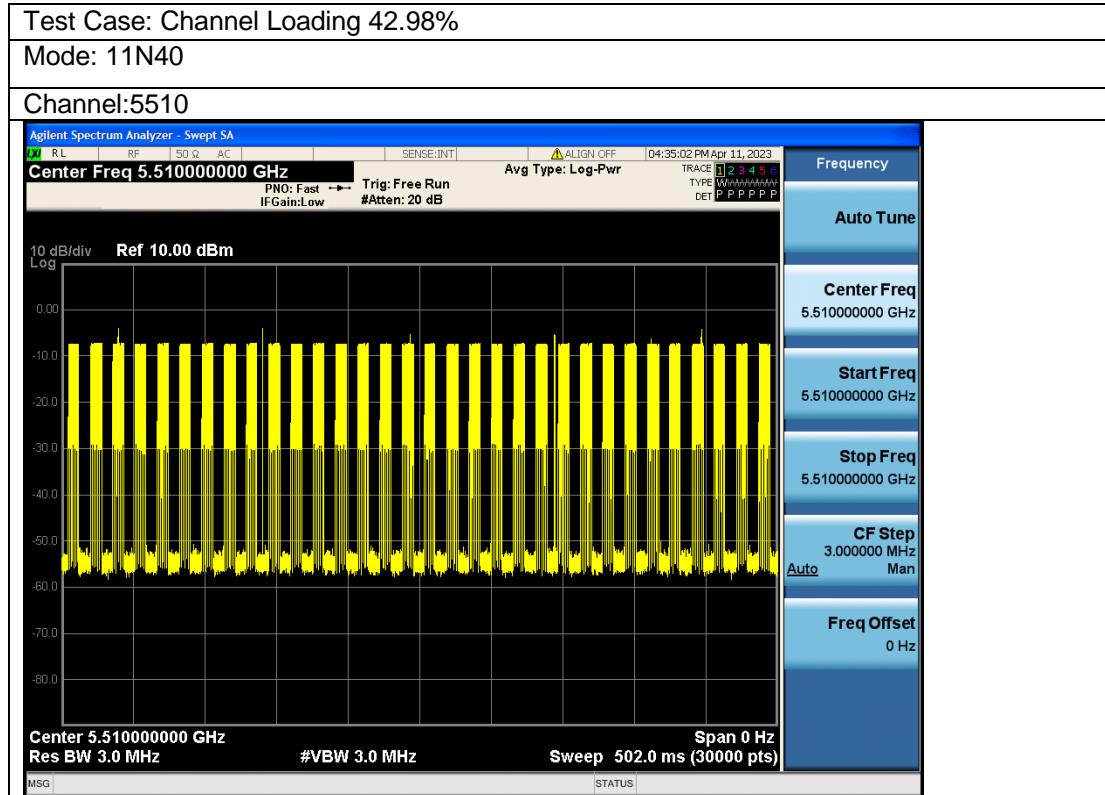 Test Case: Channel Loading 42.98%
Mode: 11N40
Channel:5510
Agilent Spectrum Analyzer - Swept SA
LXI RL RF 50 Ω AC SENSE:INT ALIGN OFF 04:35:02 PM Apr 11, 2023
Center Freq 5.510000000 GHz Avg Type: Log-Pwr TRACE 1 2 3 4 5 6
PNO: Fast Trig: Free Run TYPE
IFGain:Low #Atten: 20 dB DET P P P P P P
Frequency
Auto Tune
10 dB/div Ref 10.00 dBm
Log
Center Freq
5.510000000 GHz
0.00
-10.0
Start Freq
5.510000000 GHz
-20.0
-30.0
Stop Freq
5.510000000 GHz
-40.0
-50.0
CF Step
3.000000 MHz
Auto Man
-60.0
Freq Offset
0 Hz
-70.0
-80.0
Center 5.510000000 GHz Span 0 Hz
Res BW 3.0 MHz #VBW 3.0 MHz Sweep 502.0 ms (30000 pts)
MSG STATUS